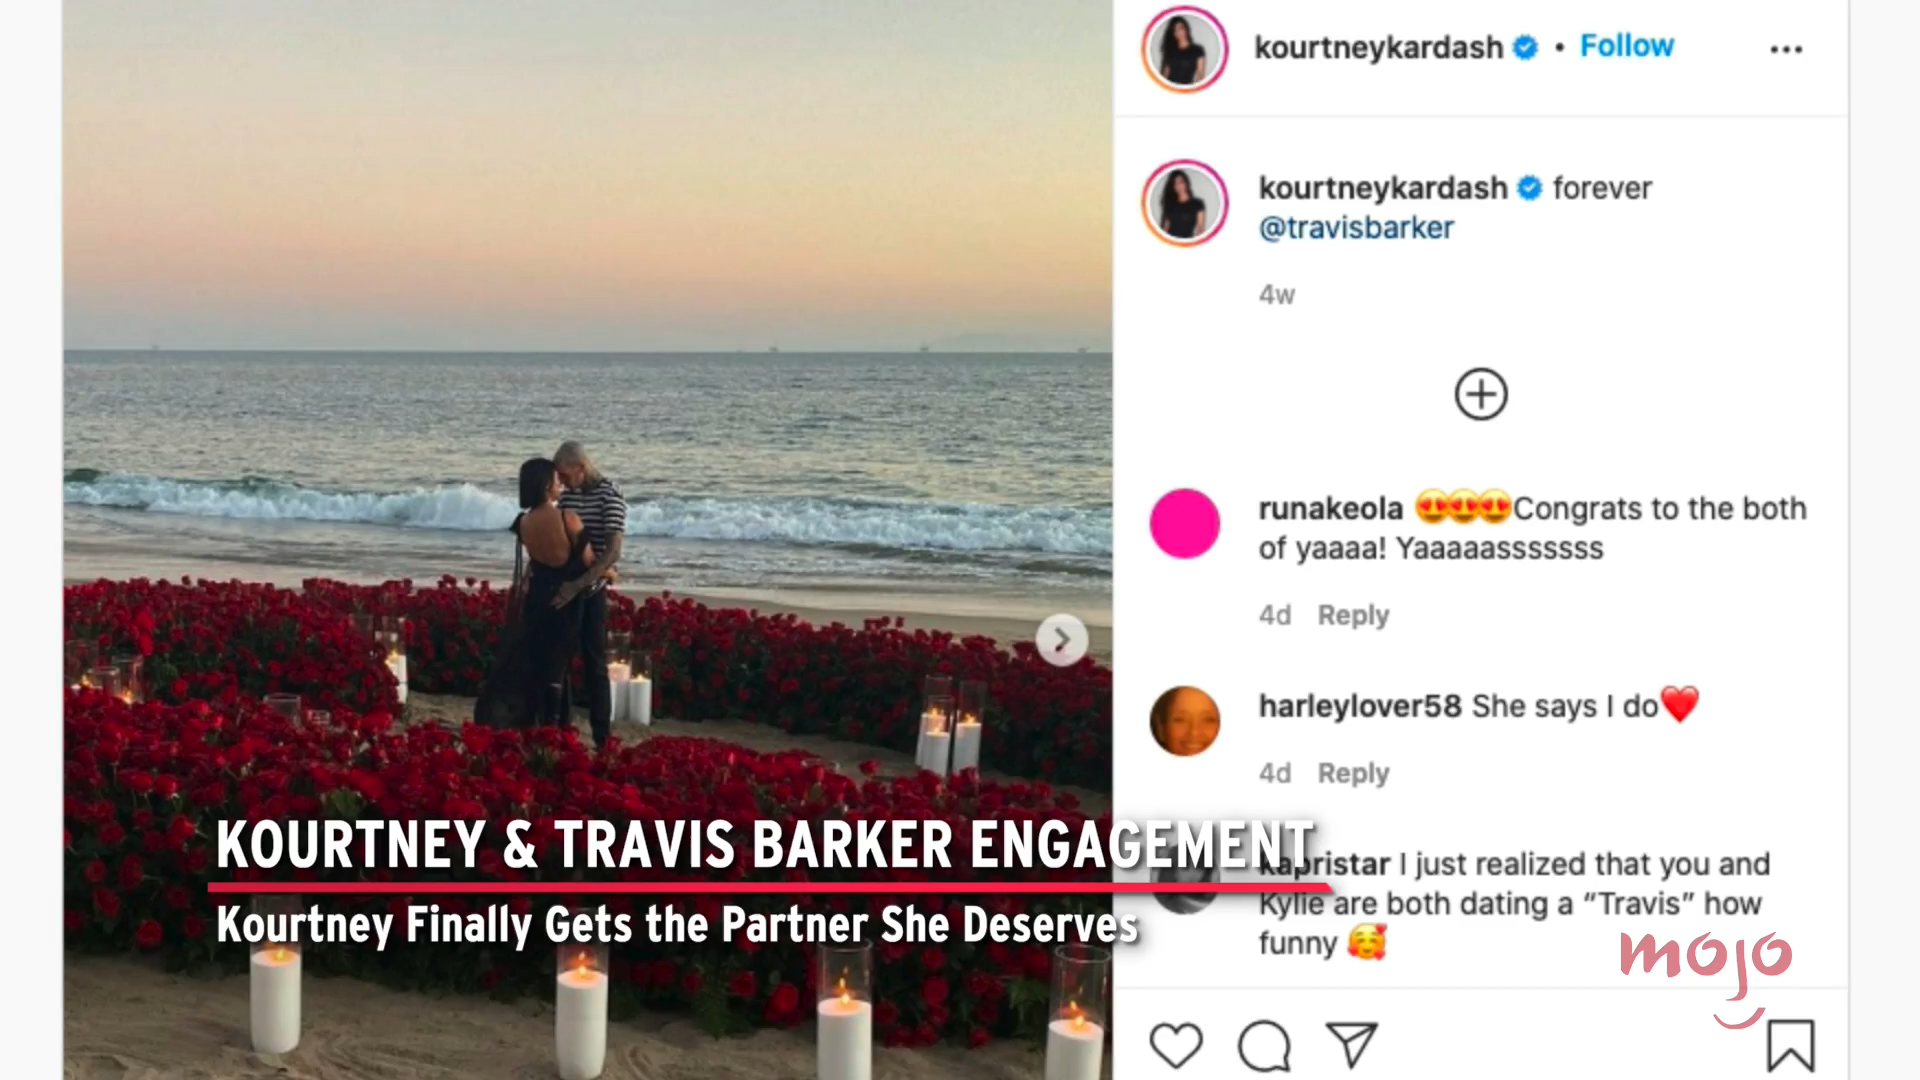 kourtneykardash • Follow
kourtneykardash forever
@travisbarker
4w
runakeola 😍😍😍Congrats to the both
of yaaaa! Yaaaaasssssss
4d Reply
harleylover58 She says I do❤️
4d Reply
kapristar I just realized that you and
Kylie are both dating a “Travis” how
funny 🥰
KOURTNEY & TRAVIS BARKER ENGAGEMENT
Kourtney Finally Gets the Partner She Deserves
mojo